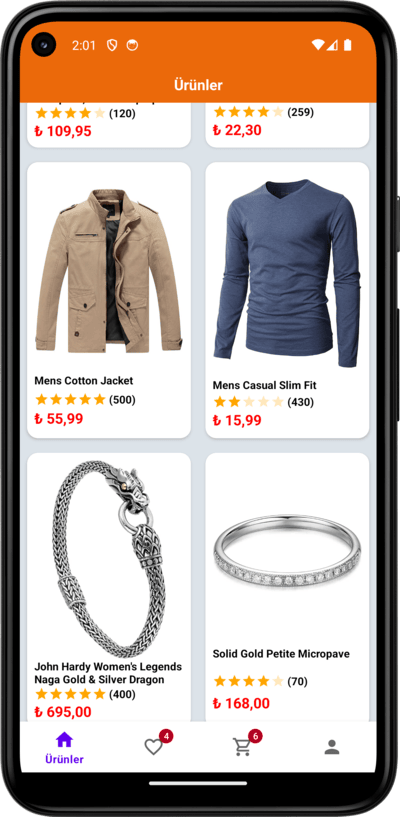 2:01
Ürünler
(120)
₺ 109,95
(259)
₺ 22,30
Mens Cotton Jacket
(500)
₺ 55,99
Mens Casual Slim Fit
(430)
₺ 15,99
John Hardy Women's Legends
Naga Gold & Silver Dragon
(400)
₺ 695,00
Solid Gold Petite Micropave
(70)
₺ 168,00
Ürünler
4
6